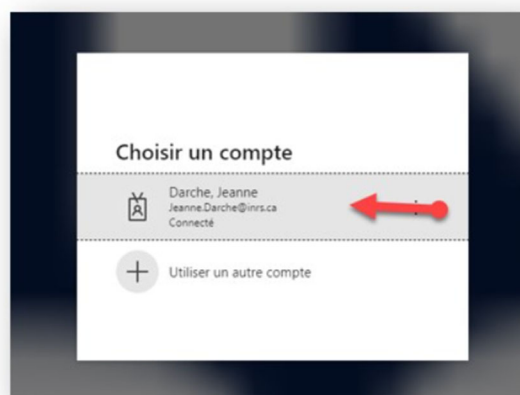 Choisir un compte
Darche, Jeanne
Jeanne.Darche@inrs.ca
Connecté
Utiliser un autre compte